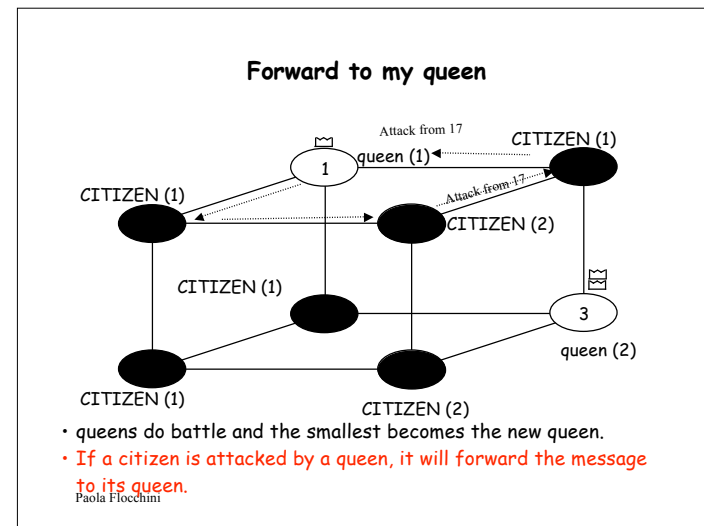 Forward to my queen
Attack from 17
CITIZEN (1)
queen (1)
1
Attack from 17
CITIZEN (1)
CITIZEN (2)
CITIZEN (1)
3
queen (2)
CITIZEN (1)
CITIZEN (2)
• queens do battle and the smallest becomes the new queen.
• If a citizen is attacked by a queen, it will forward the message
to its queen.
Paola Flocchini